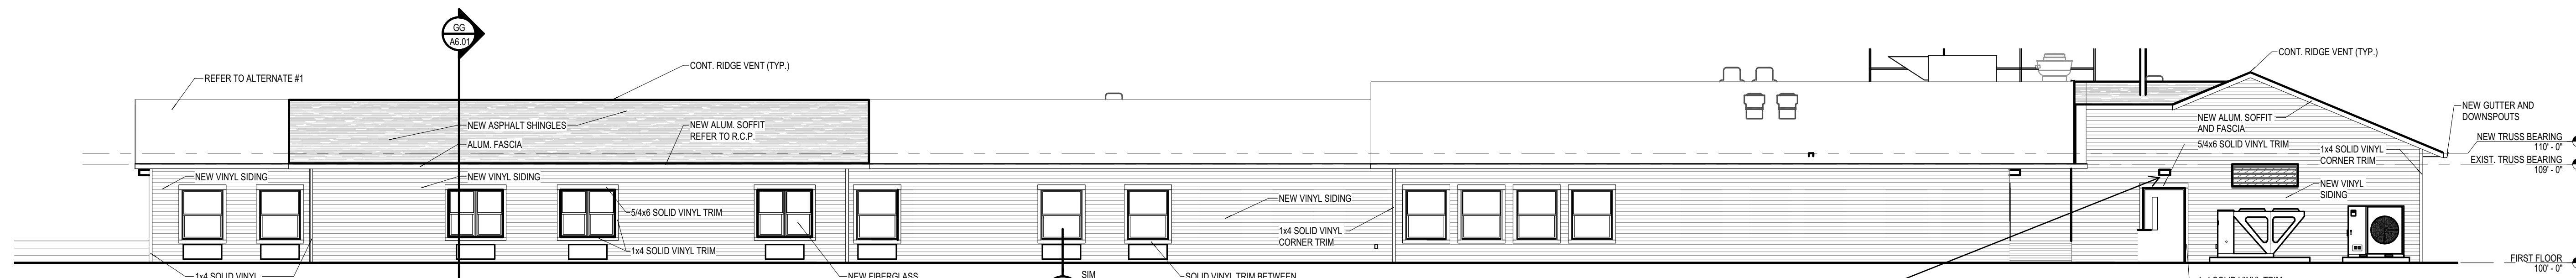 GG
A6.01
REFER TO ALTERNATE #1
CONT. RIDGE VENT (TYP.)
CONT. RIDGE VENT (TYP.)
NEW ASPHALT SHINGLES
NEW ALUM. SOFFIT
REFER TO R.C.P.
ALUM. FASCIA
NEW GUTTER AND
DOWNSPOUTS
NEW ALUM. SOFFIT
AND FASCIA
NEW TRUSS BEARING
110' - 0"
5/4x6 SOLID VINYL TRIM
1x4 SOLID VINYL
CORNER TRIM
EXIST. TRUSS BEARING
109' - 0"
NEW VINYL SIDING
NEW VINYL SIDING
NEW VINYL
SIDING
NEW VINYL SIDING
5/4x6 SOLID VINYL TRIM
1x4 SOLID VINYL
CORNER TRIM
1x4 SOLID VINYL TRIM
FIRST FLOOR
100' - 0"
1x4 SOLID VINYL
NEW FIBERGLASS
SIM
SOLID VINYL TRIM BETWEEN